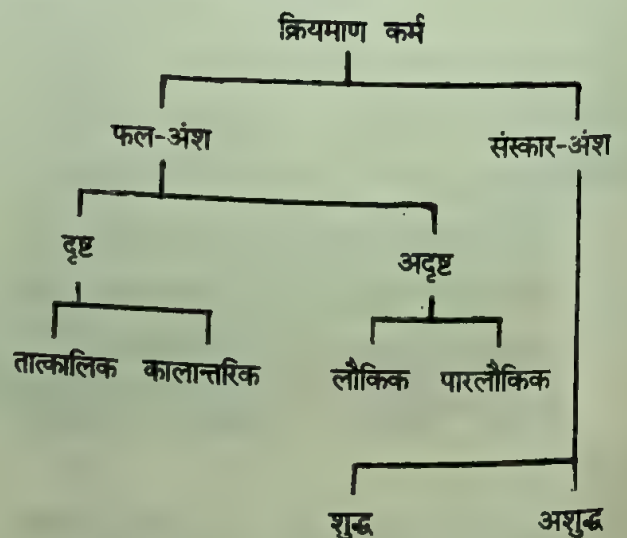 क्रियमाण कर्म
फल-अंश संस्कार-अंश
दृष्ट अदृष्ट
तात्कालिक कालान्तरिक लौकिक पारलौकिक
शुद्ध अशुद्ध